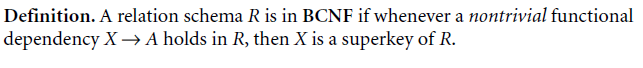 Definition. A relation schema R is in BCNF if whenever a nontrivial functional
dependency X → A holds in R, then X is a superkey of R.